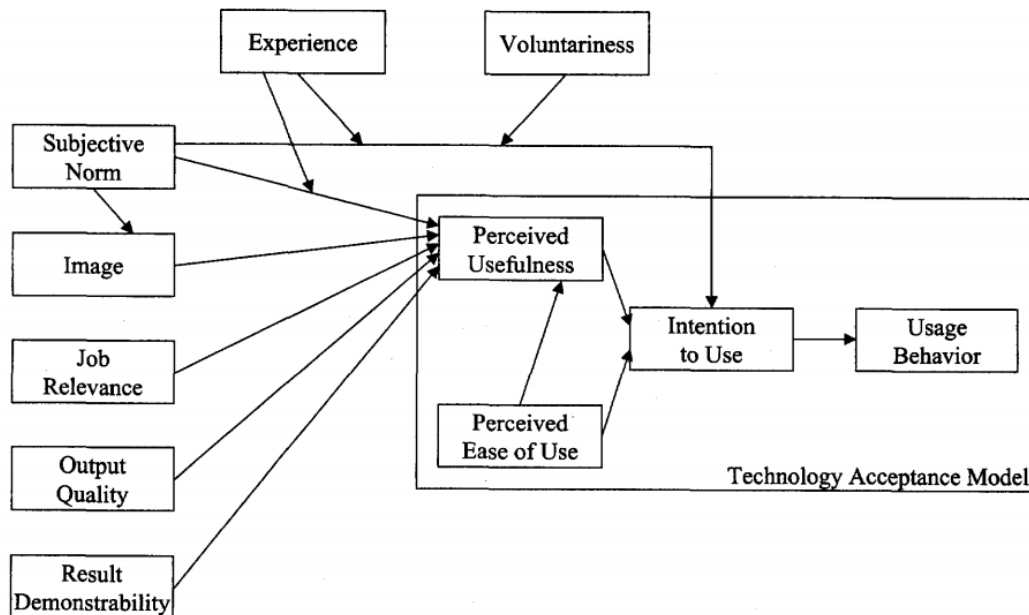 Experience
Voluntariness
Subjective
Norm
Image
Job
Relevance
Output
Quality
Result
Demonstrability
Perceived
Usefulness
Perceived
Ease of Use
Intention
to Use
Usage
Behavior
Technology Acceptance Model